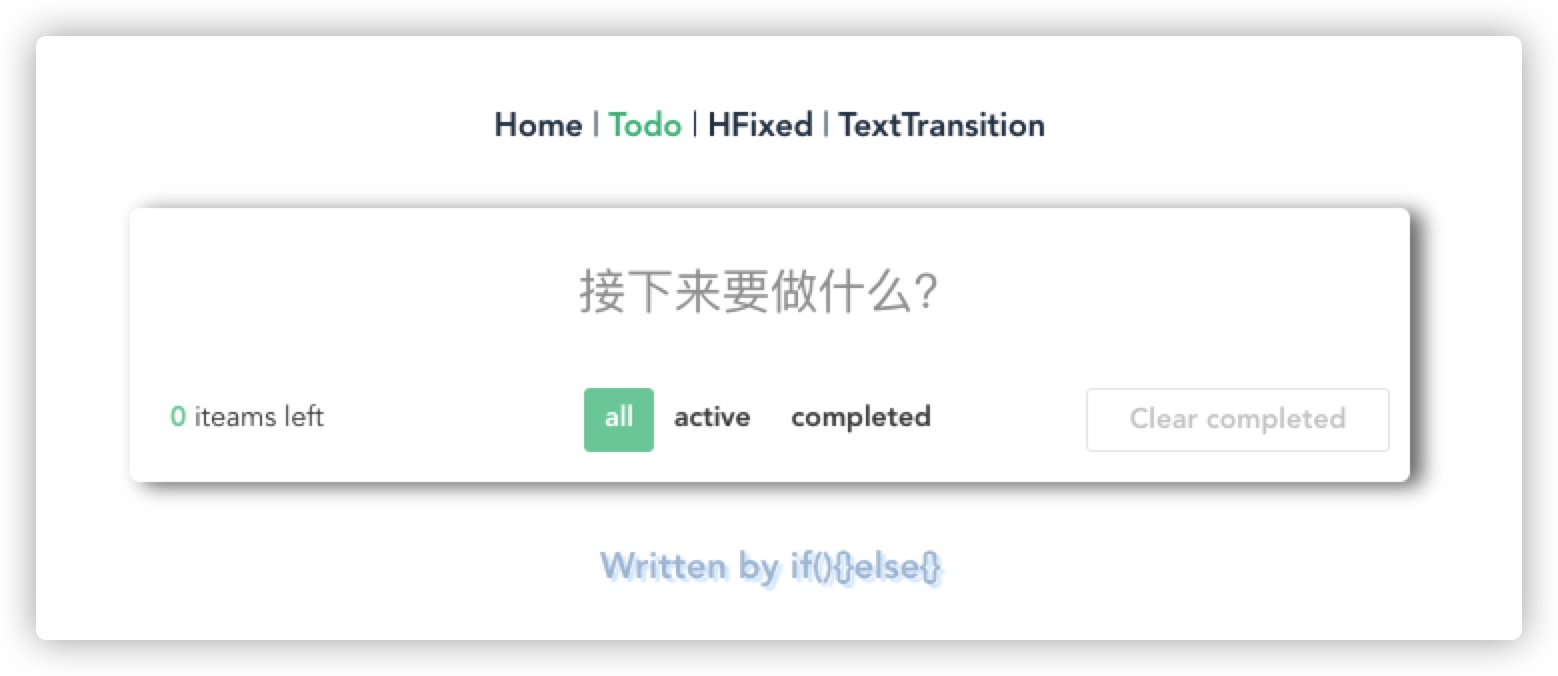 Home | Todo | HFixed | TextTransition
接下来要做什么?
0 iteams left all active completed Clear completed
Written by if(){}else{}